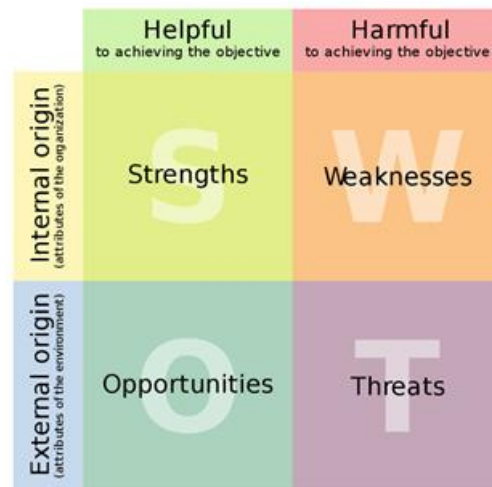 Helpful
to achieving the objective
Harmful
to achieving the objective
Internal origin
(attributes of the organization)
S
Strengths
W
Weaknesses
External origin
(attributes of the environment)
O
Opportunities
T
Threats